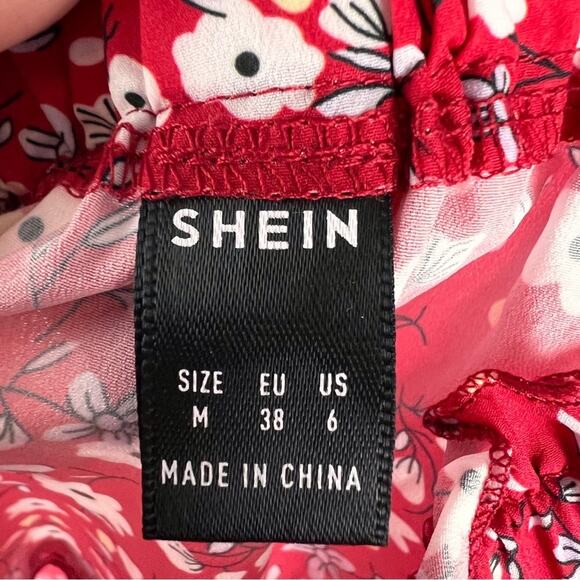 SHEIN
SIZE EU US
M 38 6
MADE IN CHINA